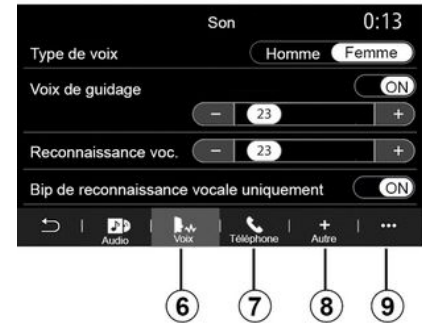 Son 0:13
Type de voix Homme Femme
Voix de guidage ON
− 23 +
Reconnaissance voc. − 23 +
Bip de reconnaissance vocale uniquement ON
Audio Voix Téléphone + Autre •••
6 7 8 9